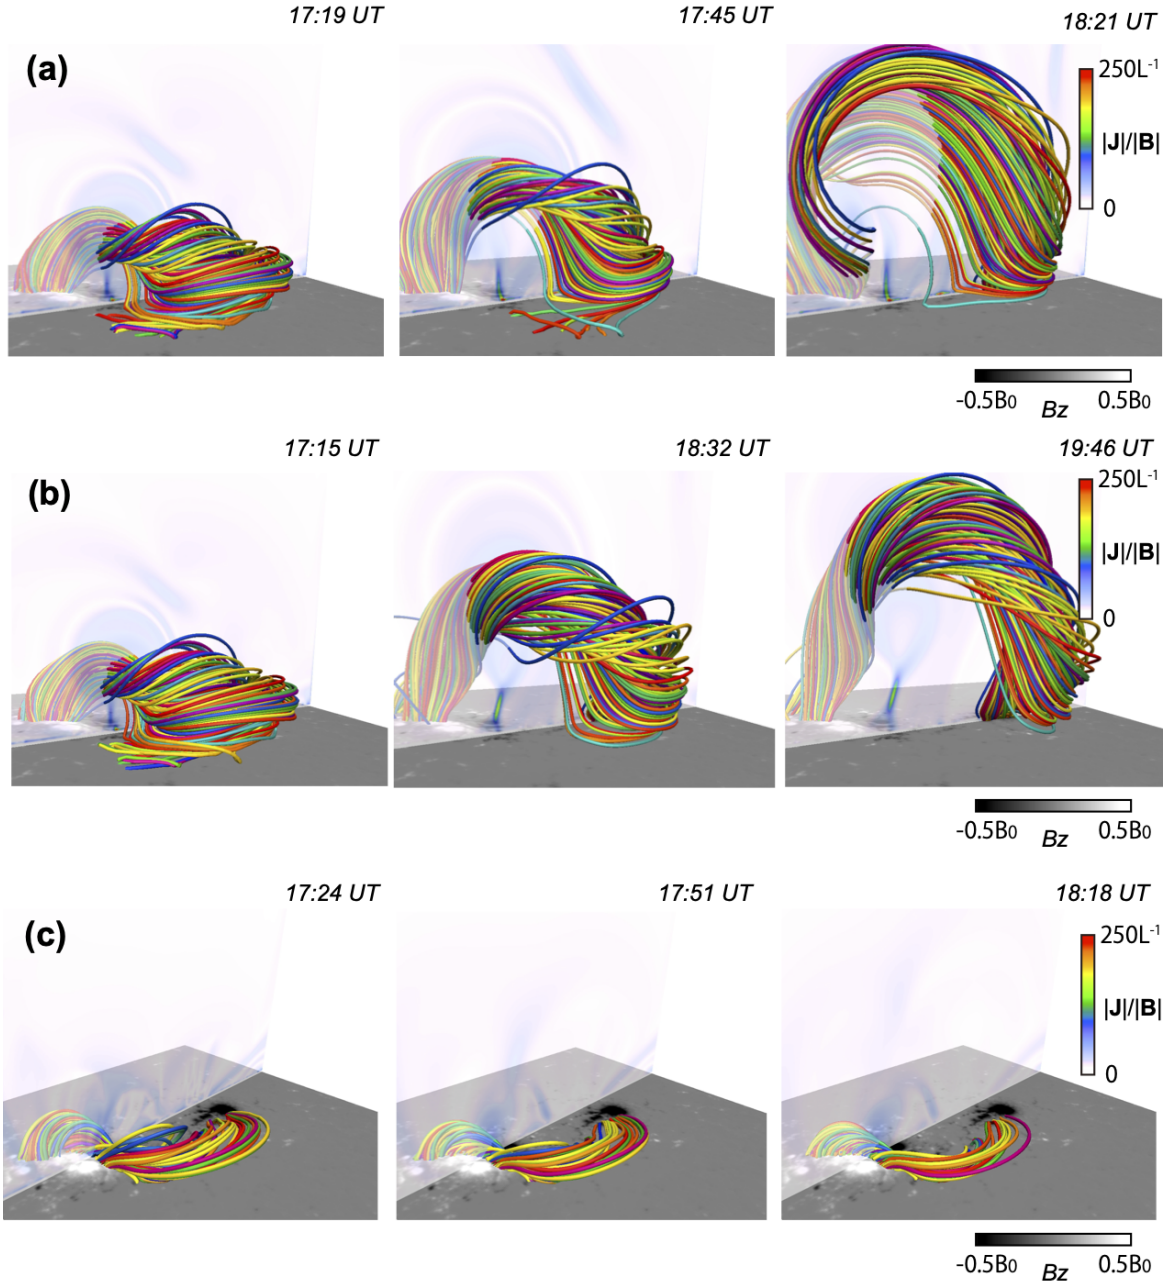 17:19 UT
17:45 UT
18:21 UT
(a)
250L⁻¹
|J|/|B|
0
-0.5B₀
0.5B₀
Bz
17:15 UT
18:32 UT
19:46 UT
(b)
250L⁻¹
|J|/|B|
0
-0.5B₀
0.5B₀
Bz
17:24 UT
17:51 UT
18:18 UT
(c)
250L⁻¹
|J|/|B|
0
-0.5B₀
0.5B₀
Bz